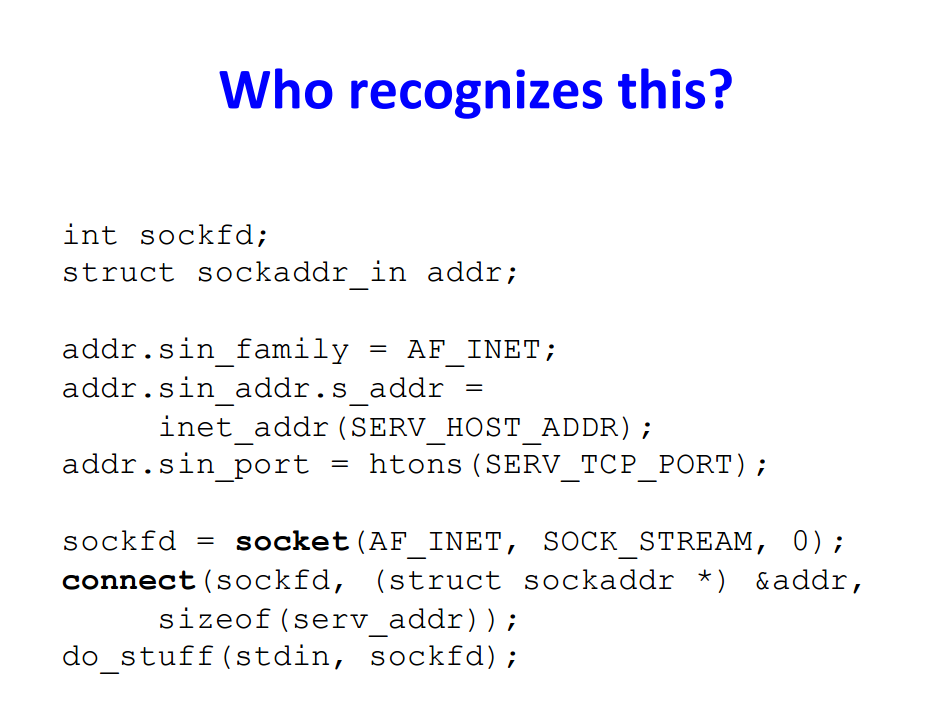 Who recognizes this?
int sockfd;
struct sockaddr_in addr;
addr.sin_family = AF_INET;
addr.sin_addr.s_addr =
inet_addr(SERV_HOST_ADDR);
addr.sin_port = htons(SERV_TCP_PORT);
sockfd = socket(AF_INET, SOCK_STREAM, 0);
connect(sockfd, (struct sockaddr *) &addr,
sizeof(serv_addr));
do_stuff(stdin, sockfd);